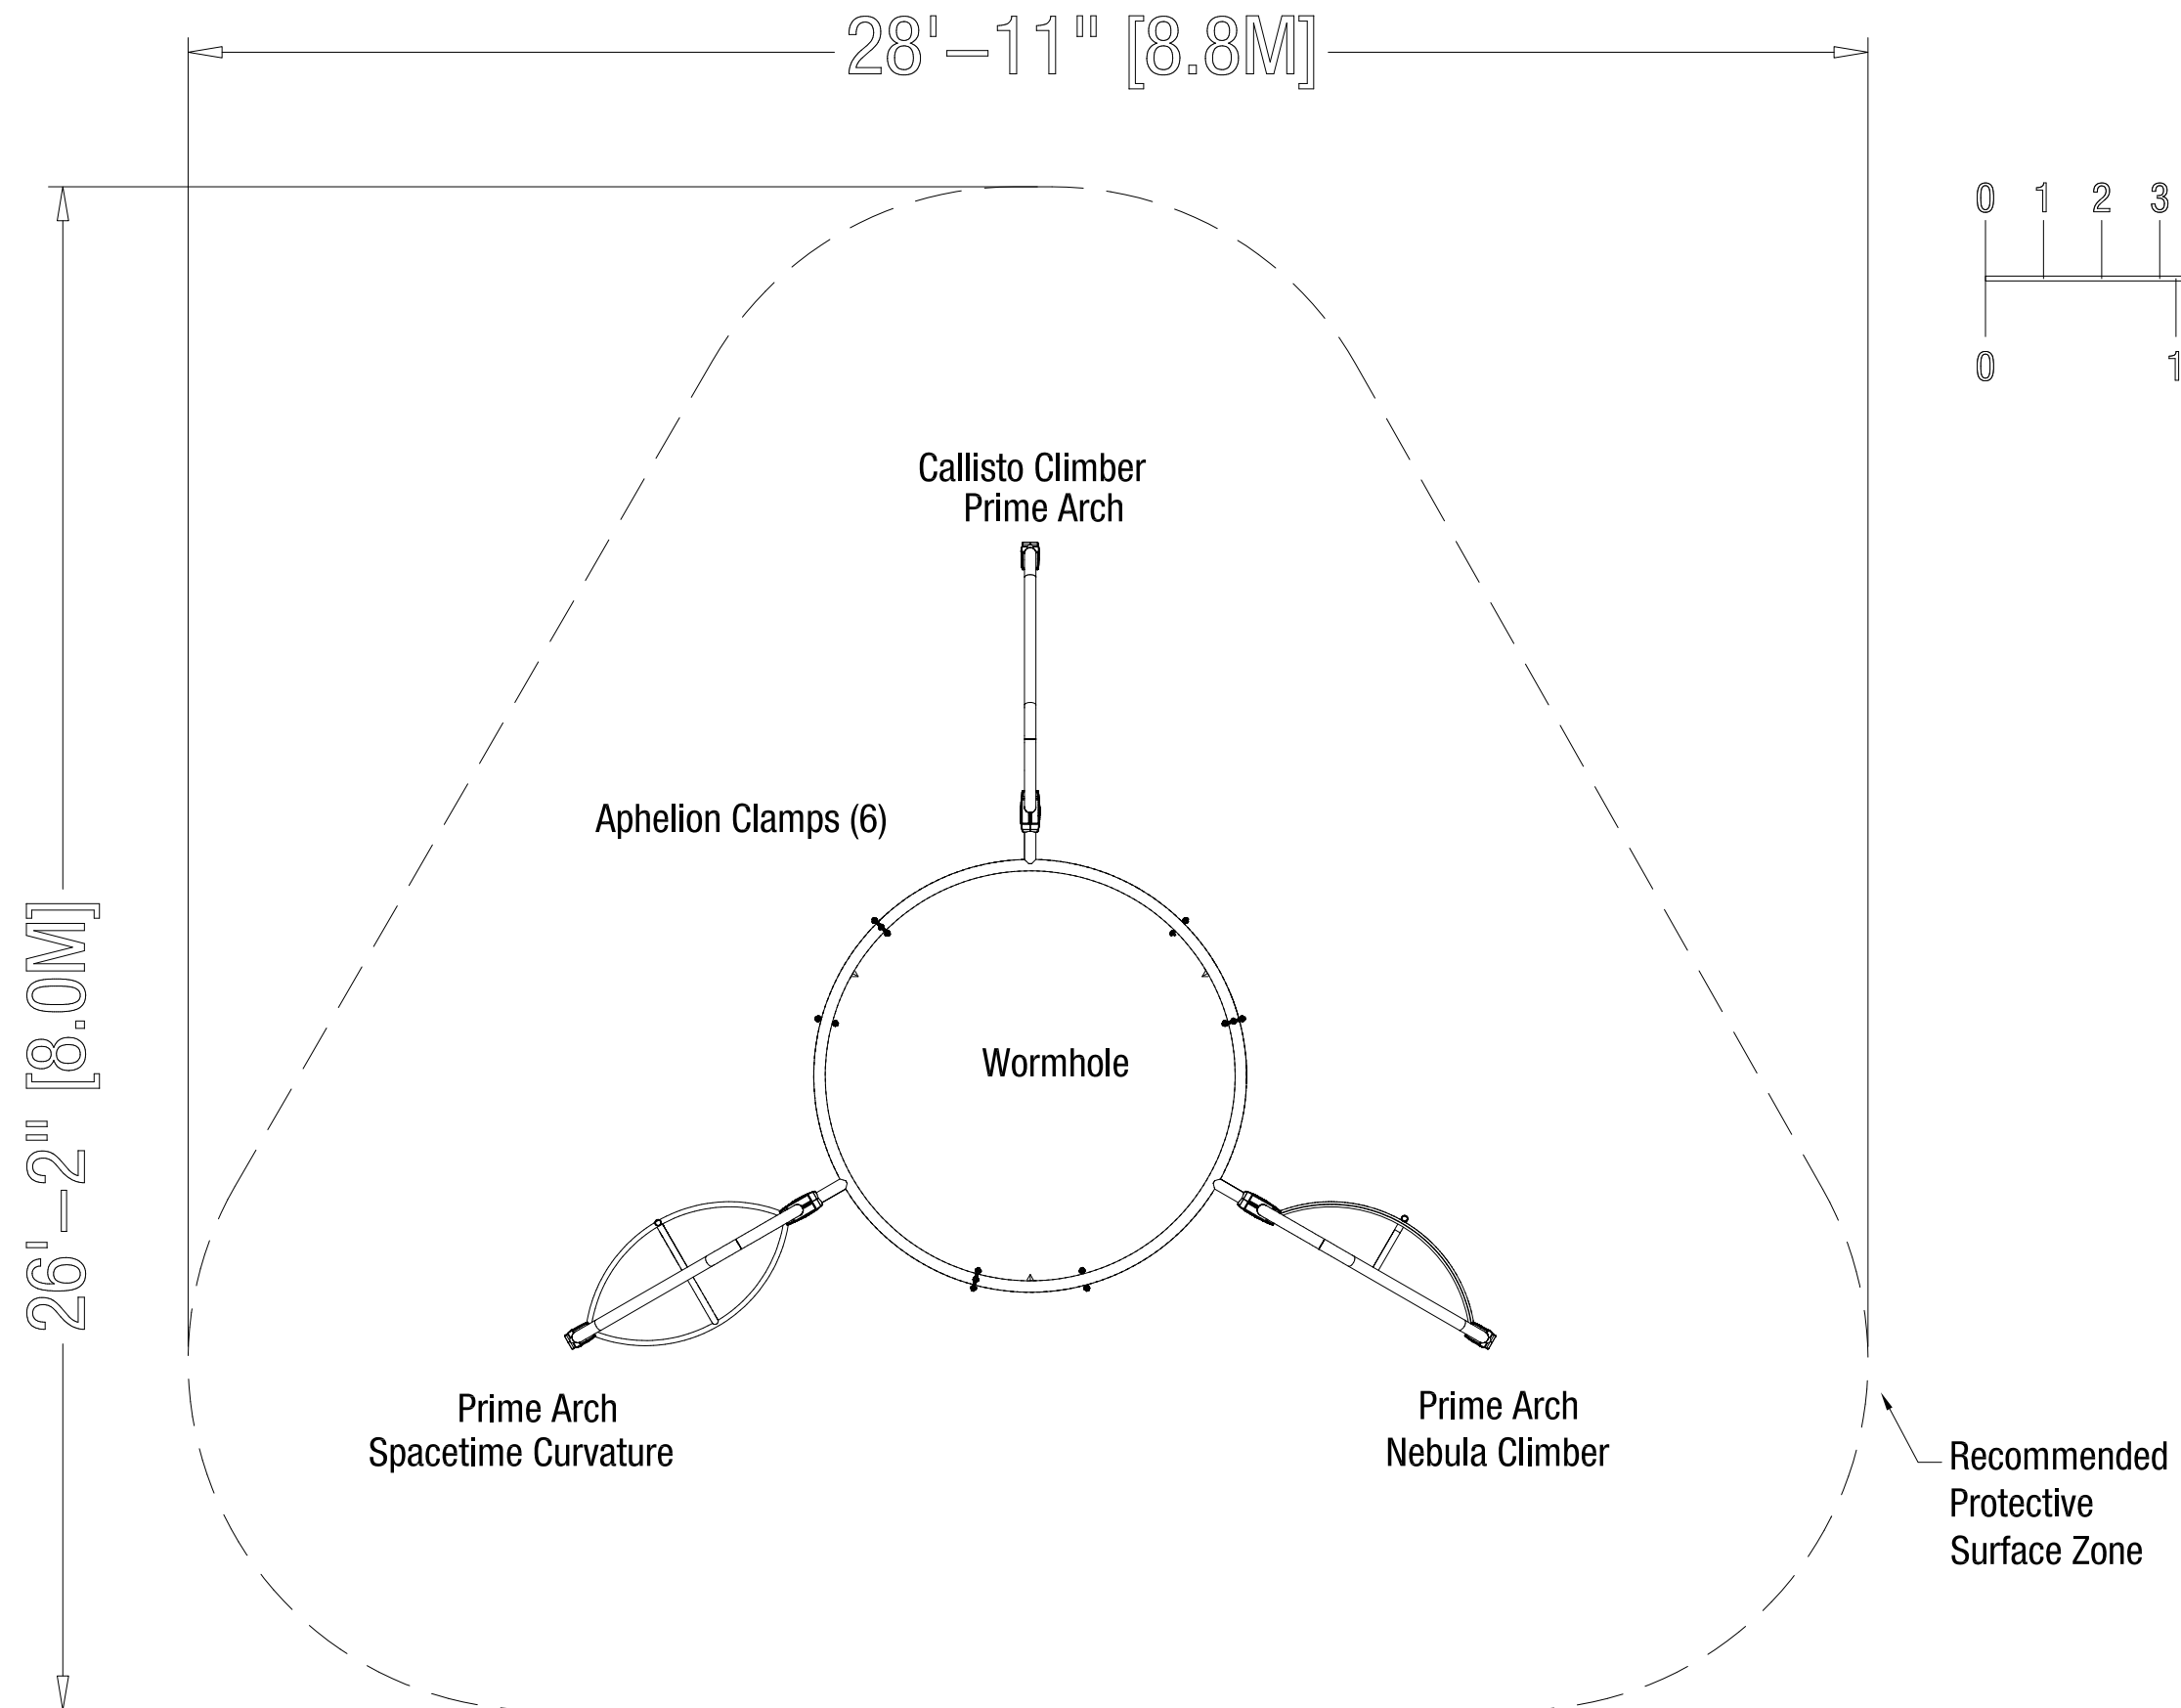 28'–11" [8.8M]
0 1 2 3
0 1
Callisto Climber
Prime Arch
Aphelion Clamps (6)
26'–2" [8.0M]
Wormhole
Prime Arch
Spacetime Curvature
Prime Arch
Nebula Climber
Recommended
Protective
Surface Zone